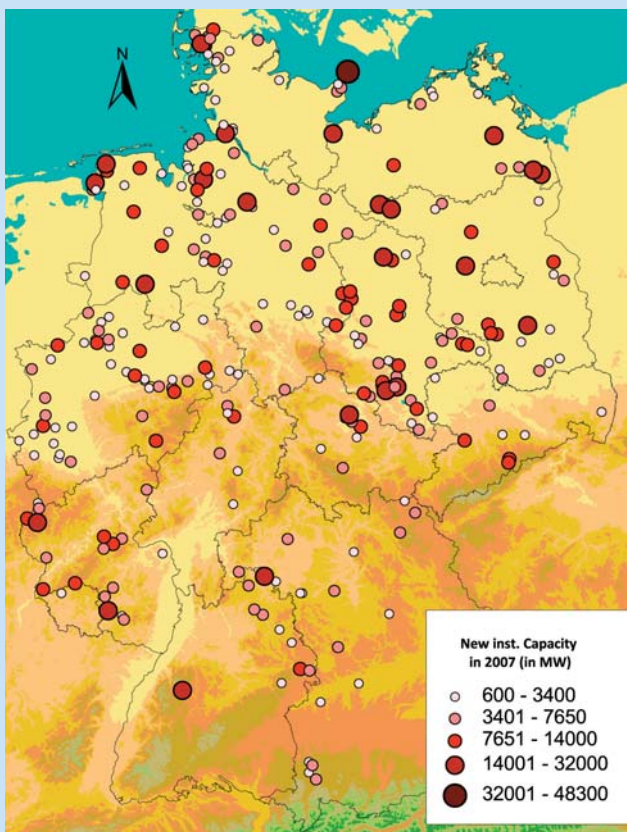 N
New inst. Capacity
in 2007 (in MW)
600 - 3400
3401 - 7650
7651 - 14000
14001 - 32000
32001 - 48300